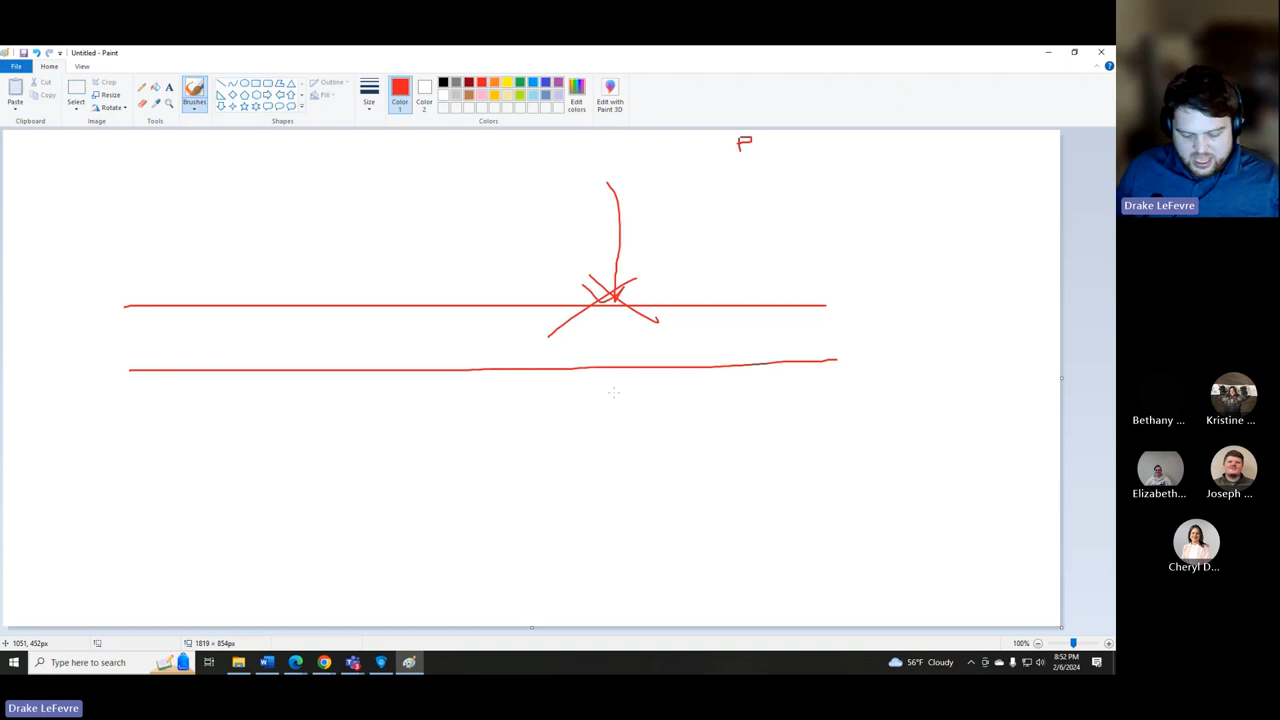 Untitled - Paint
File Home View
Cut
Copy
Paste
Clipboard
Select
Crop
Resize
Rotate
Image
Tools
Brushes
Outline
Fill
Shapes
Size
Color 1
Color 2
Edit colors
Edit with Paint 3D
Colors
P
1051, 452px
1819 × 854px
100%
Type here to search
56°F Cloudy
8:52 PM
2/6/2024
Drake LeFevre
Bethany ...
Kristine ...
Elizabeth...
Joseph ...
Cheryl D...
Drake LeFevre